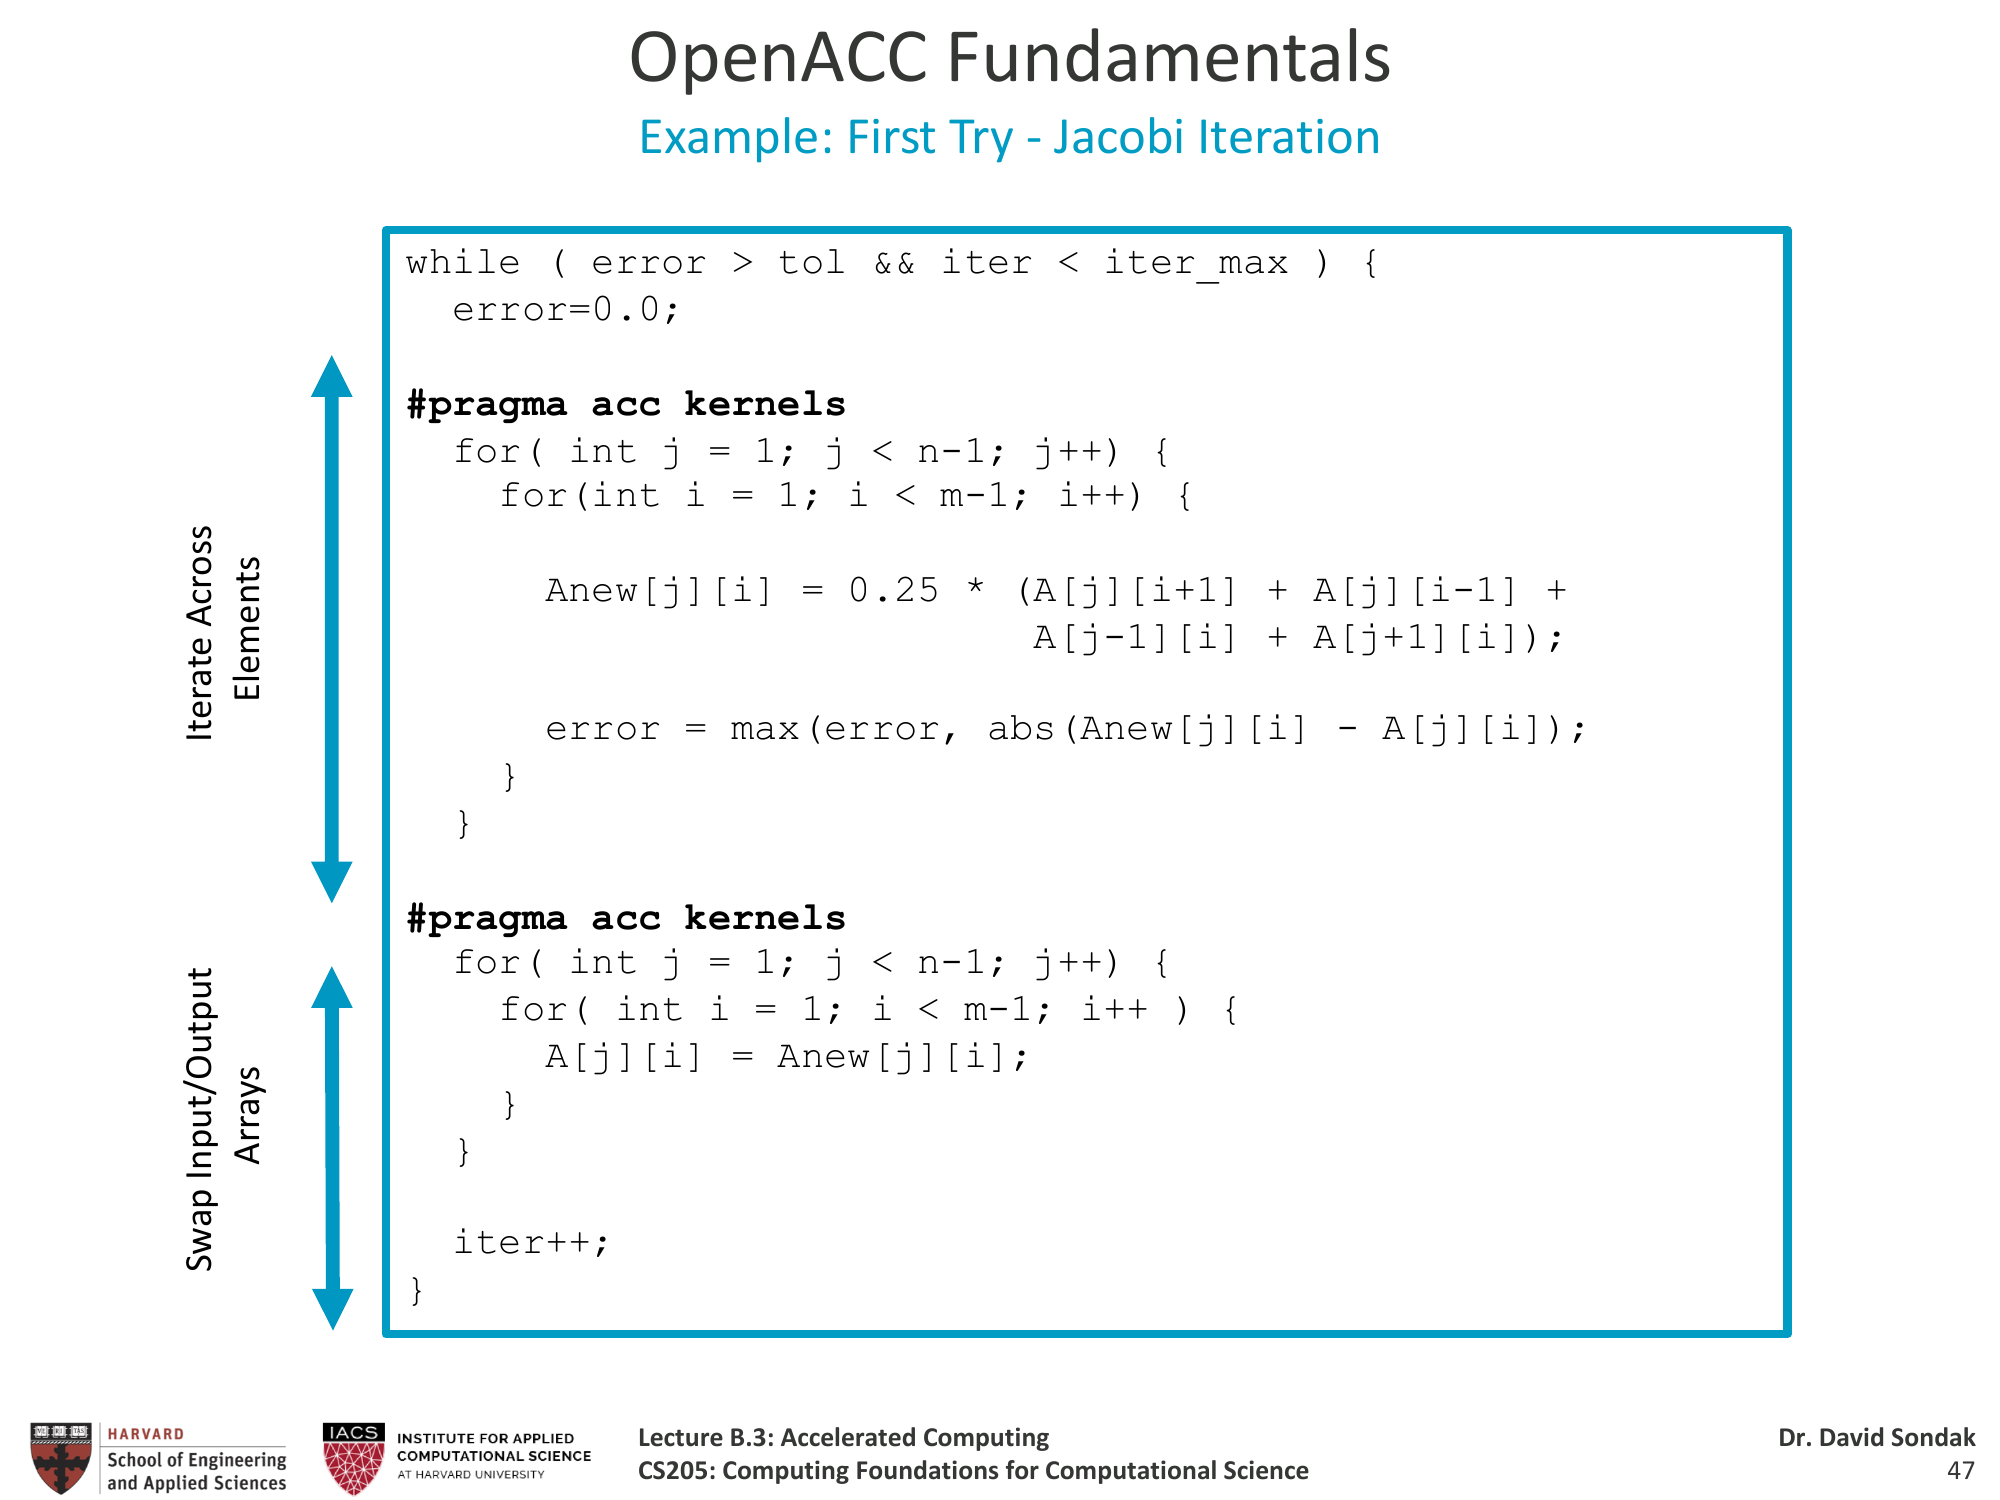 OpenACC Fundamentals
Example: First Try - Jacobi Iteration
while ( error > tol && iter < iter_max ) {
  error=0.0;
#pragma acc kernels
  for( int j = 1; j < n-1; j++) {
    for(int i = 1; i < m-1; i++) {
      Anew[j][i] = 0.25 * (A[j][i+1] + A[j][i-1] +
                           A[j-1][i] + A[j+1][i]);
      error = max(error, abs(Anew[j][i] - A[j][i]);
    }
  }
#pragma acc kernels
  for( int j = 1; j < n-1; j++) {
    for( int i = 1; i < m-1; i++ ) {
      A[j][i] = Anew[j][i];
    }
  }
  iter++;
}
Iterate Across
Elements
Swap Input/Output
Arrays
HARVARD
School of Engineering
and Applied Sciences
IACS
INSTITUTE FOR APPLIED
COMPUTATIONAL SCIENCE
AT HARVARD UNIVERSITY
Lecture B.3: Accelerated Computing
CS205: Computing Foundations for Computational Science
Dr. David Sondak
47